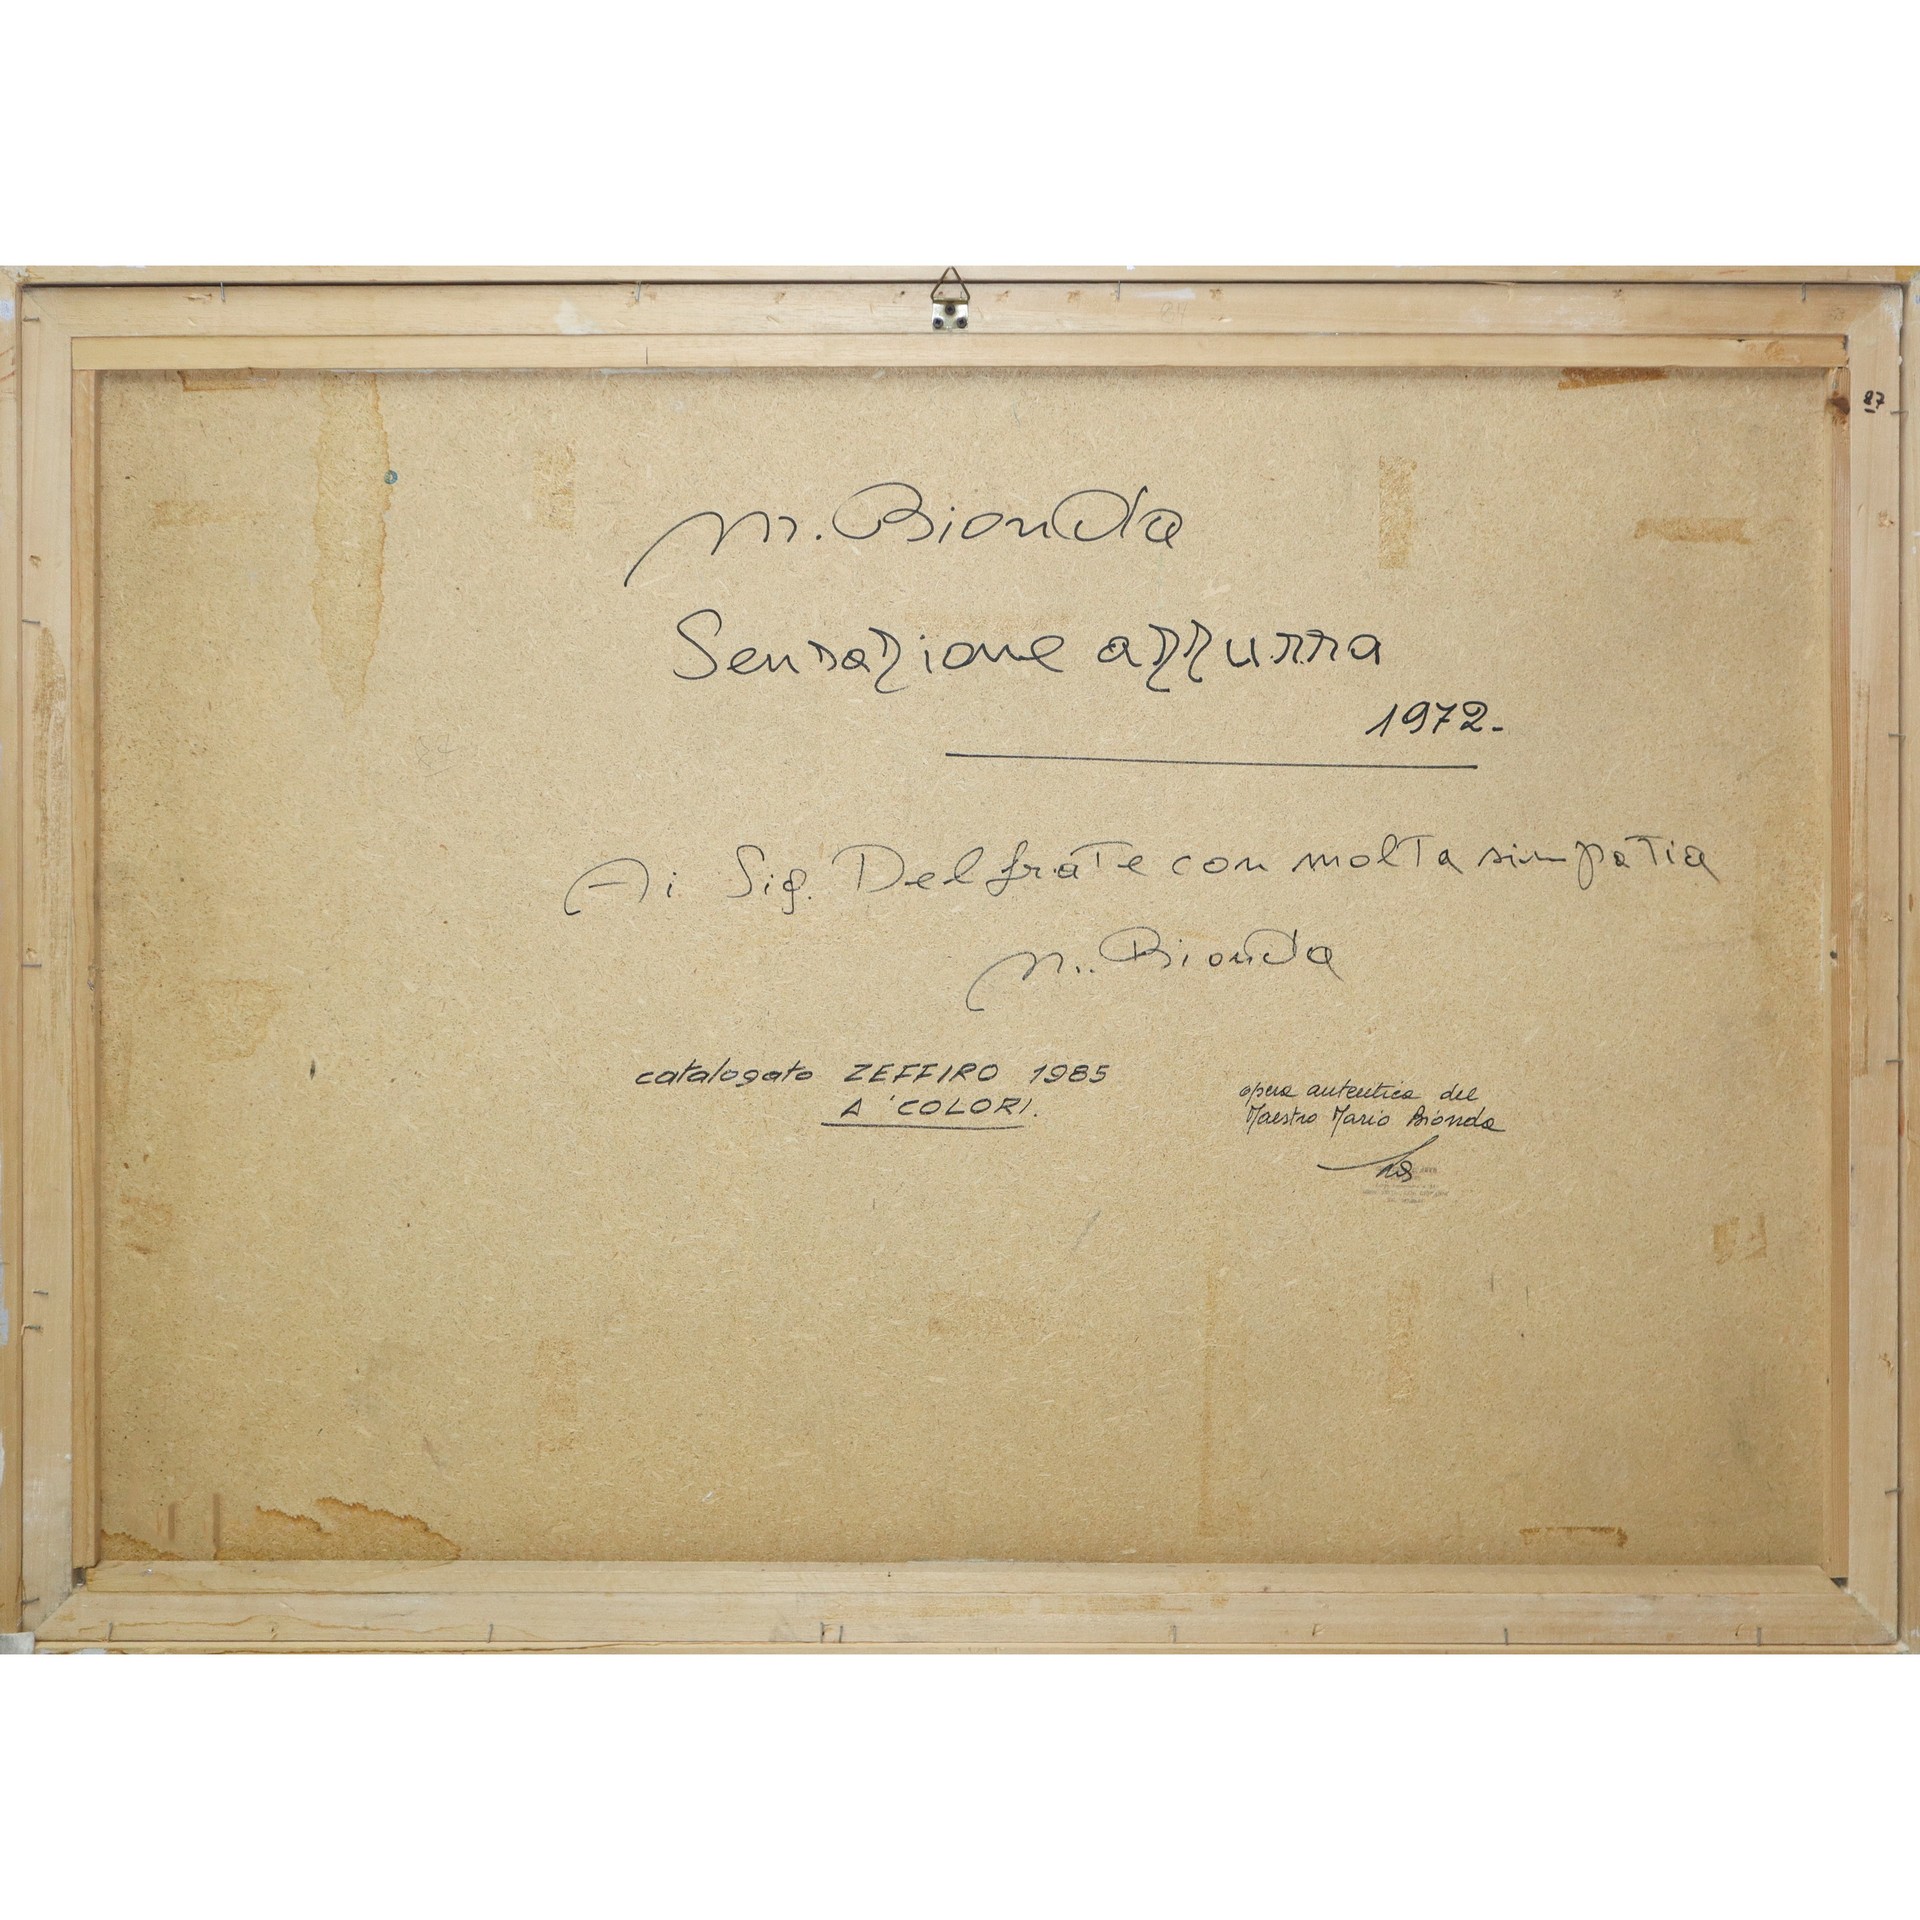 87
M. Bionda
Sensazione azzurra
1972.
Ai Sig. Delfrate con molta simpatia
M. Bionda
catalogato ZEFFIRO 1985
A 'COLORI.
opera autentica del
Maestro Mario Bionda